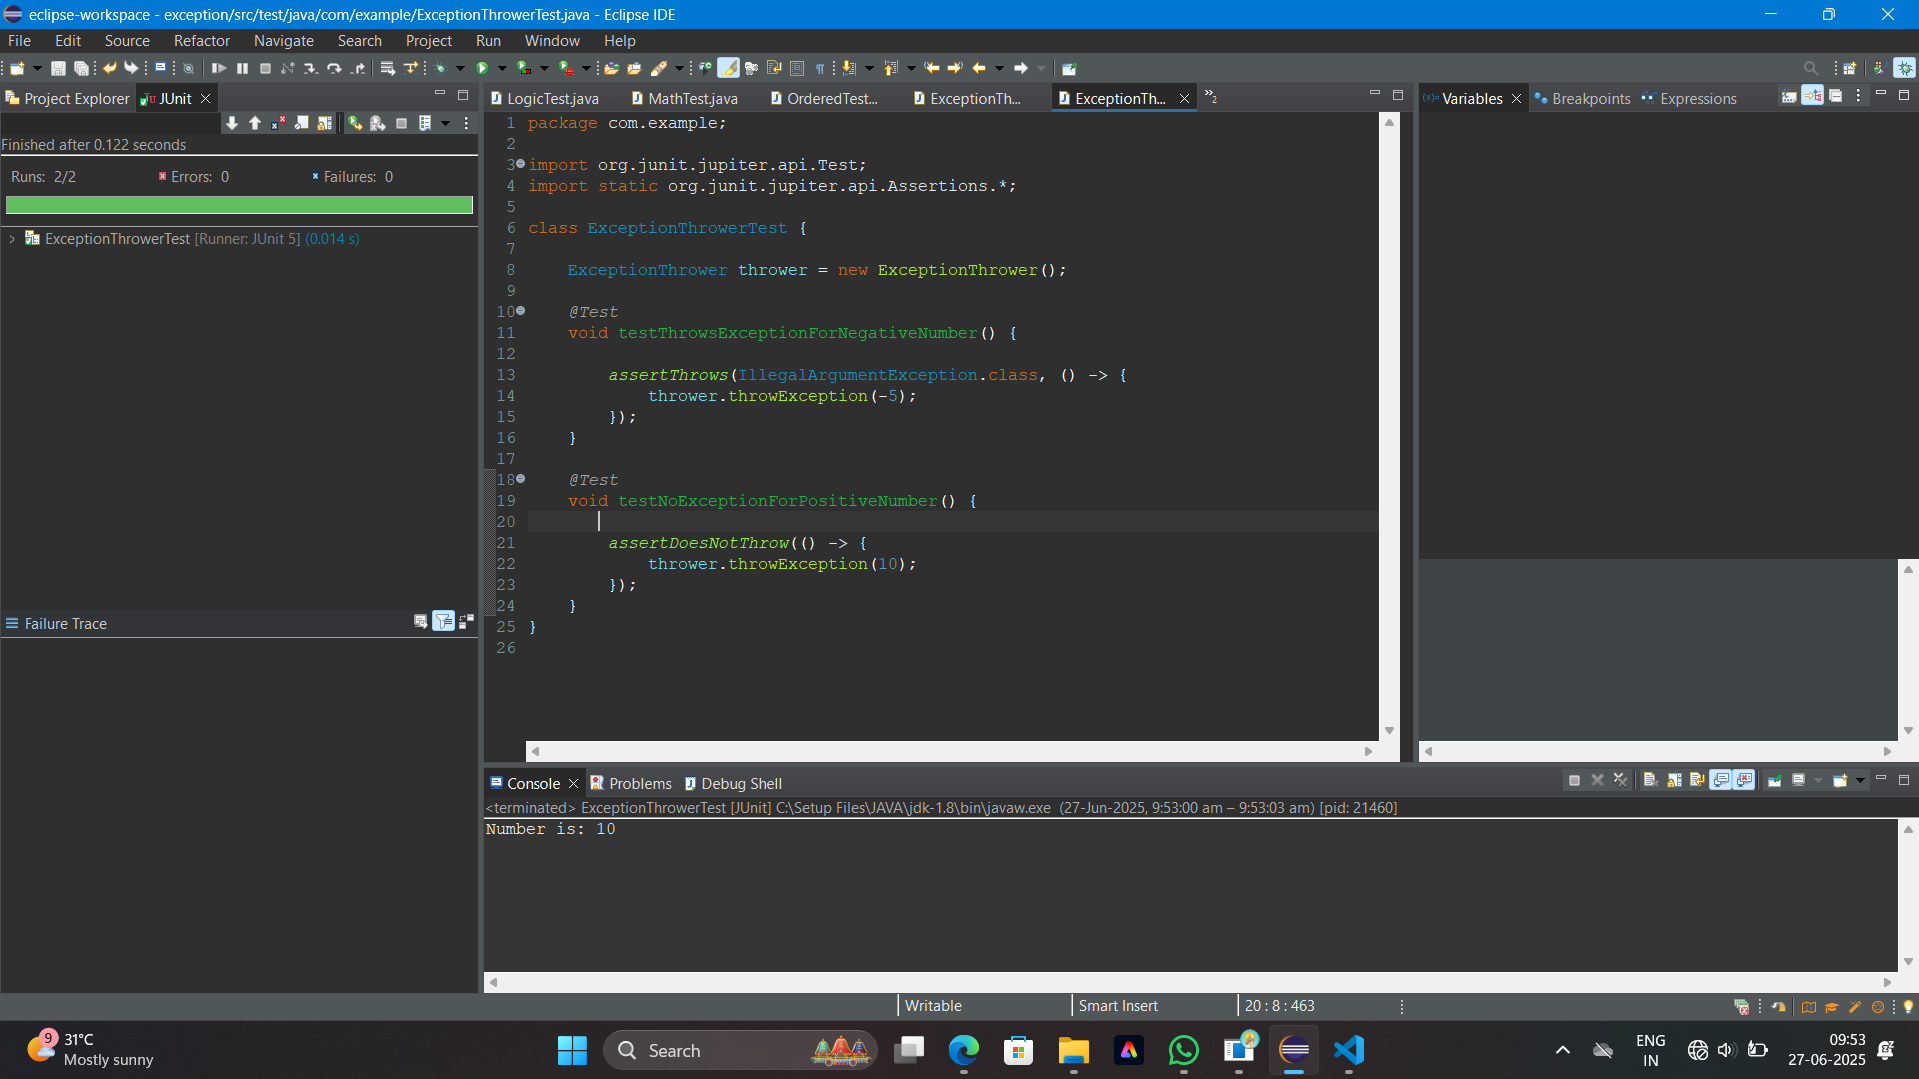 eclipse-workspace - exception/src/test/java/com/example/ExceptionThrowerTest.java - Eclipse IDE
File Edit Source Refactor Navigate Search Project Run Window Help
Project Explorer JUnit
Finished after 0.122 seconds
Runs: 2/2 Errors: 0 Failures: 0
ExceptionThrowerTest [Runner: JUnit 5] (0.014 s)
Failure Trace
LogicTest.java MathTest.java OrderedTest... ExceptionTh... ExceptionTh... »2
1 package com.example;
2
3 import org.junit.jupiter.api.Test;
4 import static org.junit.jupiter.api.Assertions.*;
5
6 class ExceptionThrowerTest {
7
8     ExceptionThrower thrower = new ExceptionThrower();
9
10     @Test
11     void testThrowsExceptionForNegativeNumber() {
12
13         assertThrows(IllegalArgumentException.class, () -> {
14             thrower.throwException(-5);
15         });
16     }
17
18     @Test
19     void testNoExceptionForPositiveNumber() {
20
21         assertDoesNotThrow(() -> {
22             thrower.throwException(10);
23         });
24     }
25 }
26
(x)= Variables Breakpoints Expressions
Console Problems Debug Shell
<terminated> ExceptionThrowerTest [JUnit] C:\Setup Files\JAVA\jdk-1.8\bin\javaw.exe (27-Jun-2025, 9:53:00 am – 9:53:03 am) [pid: 21460]
Number is: 10
Writable Smart Insert 20 : 8 : 463
9
31°C
Mostly sunny
Search
ENG
IN
09:53
27-06-2025